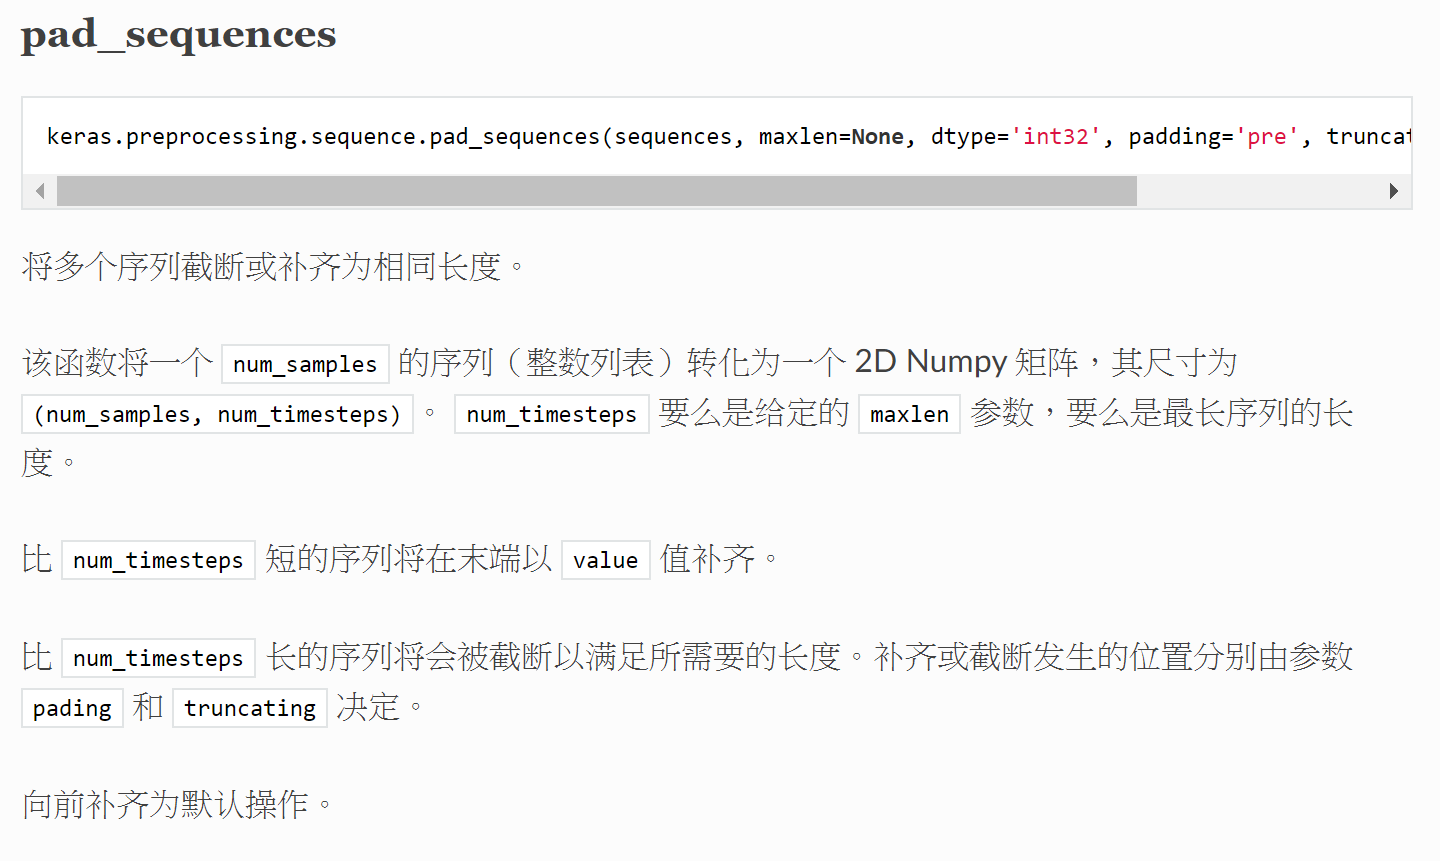 pad_sequences
keras.preprocessing.sequence.pad_sequences(sequences, maxlen=None, dtype='int32', padding='pre', truncat
将多个序列截断或补齐为相同长度。
该函数将一个 num_samples 的序列（整数列表）转化为一个 2D Numpy 矩阵，其尺寸为
(num_samples, num_timesteps) 。 num_timesteps 要么是给定的 maxlen 参数，要么是最长序列的长
度。
比 num_timesteps 短的序列将在末端以 value 值补齐。
比 num_timesteps 长的序列将会被截断以满足所需要的长度。补齐或截断发生的位置分别由参数
pading 和 truncating 决定。
向前补齐为默认操作。